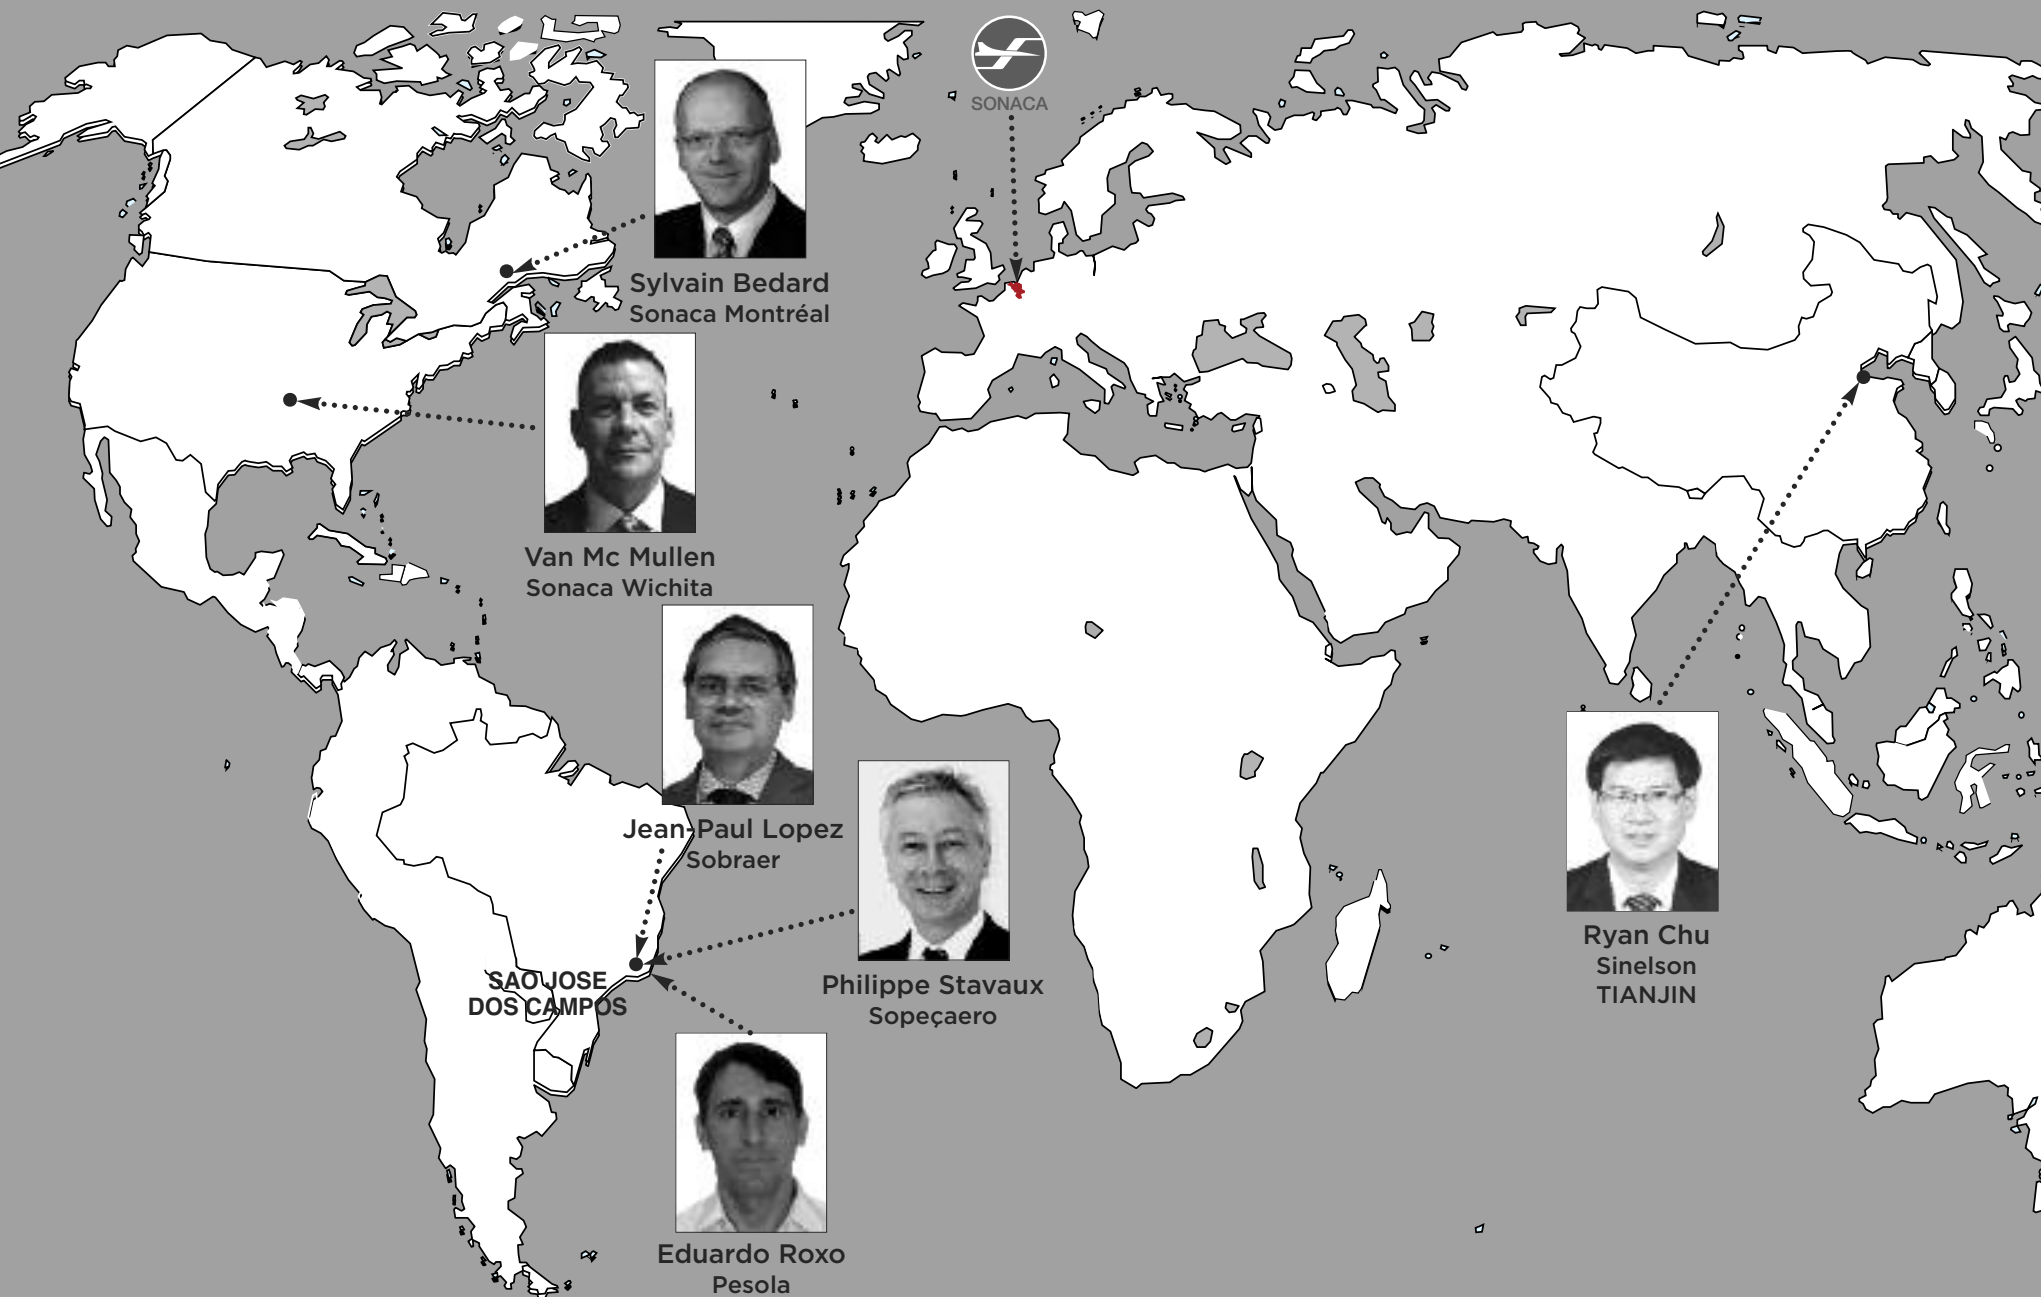 SONACA
Sylvain Bedard
Sonaca Montréal
Van Mc Mullen
Sonaca Wichita
Jean-Paul Lopez
Sobraer
SAO JOSE
DOS CAMPOS
Philippe Stavaux
Sopeçaero
Ryan Chu
Sinelson
TIANJIN
Eduardo Roxo
Pesola